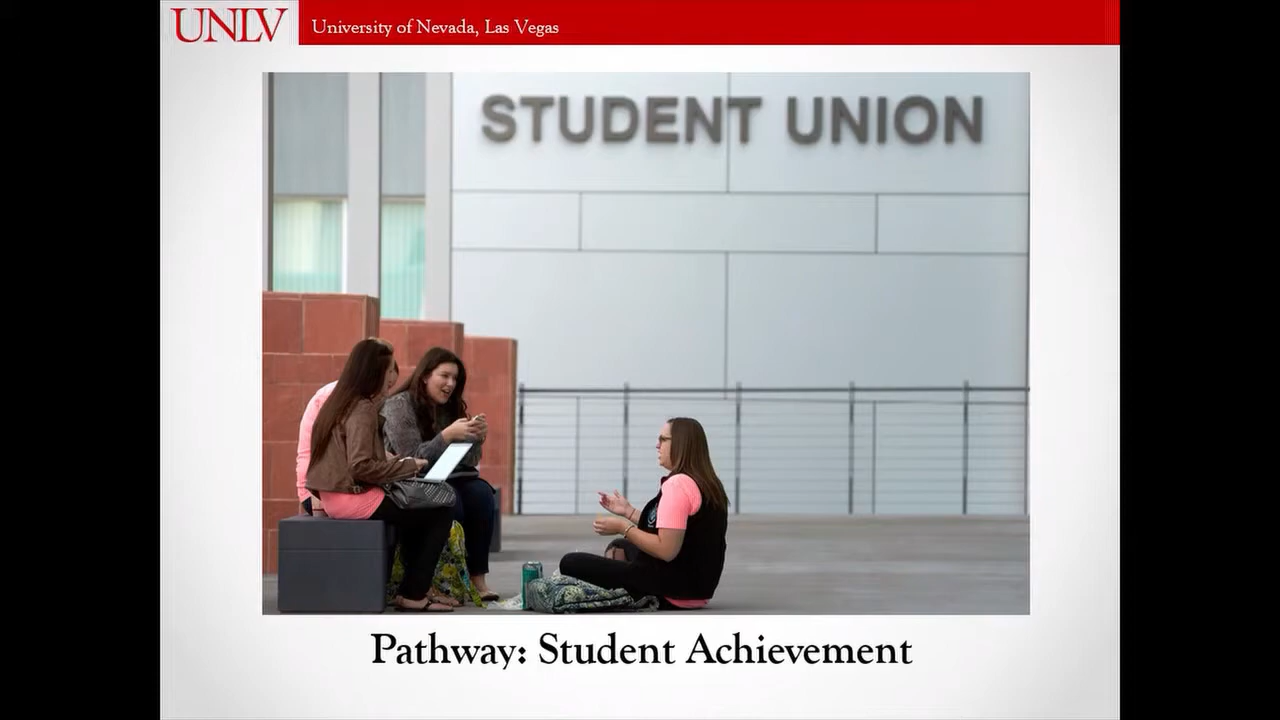 UNLV
University of Nevada, Las Vegas
STUDENT UNION
Pathway: Student Achievement